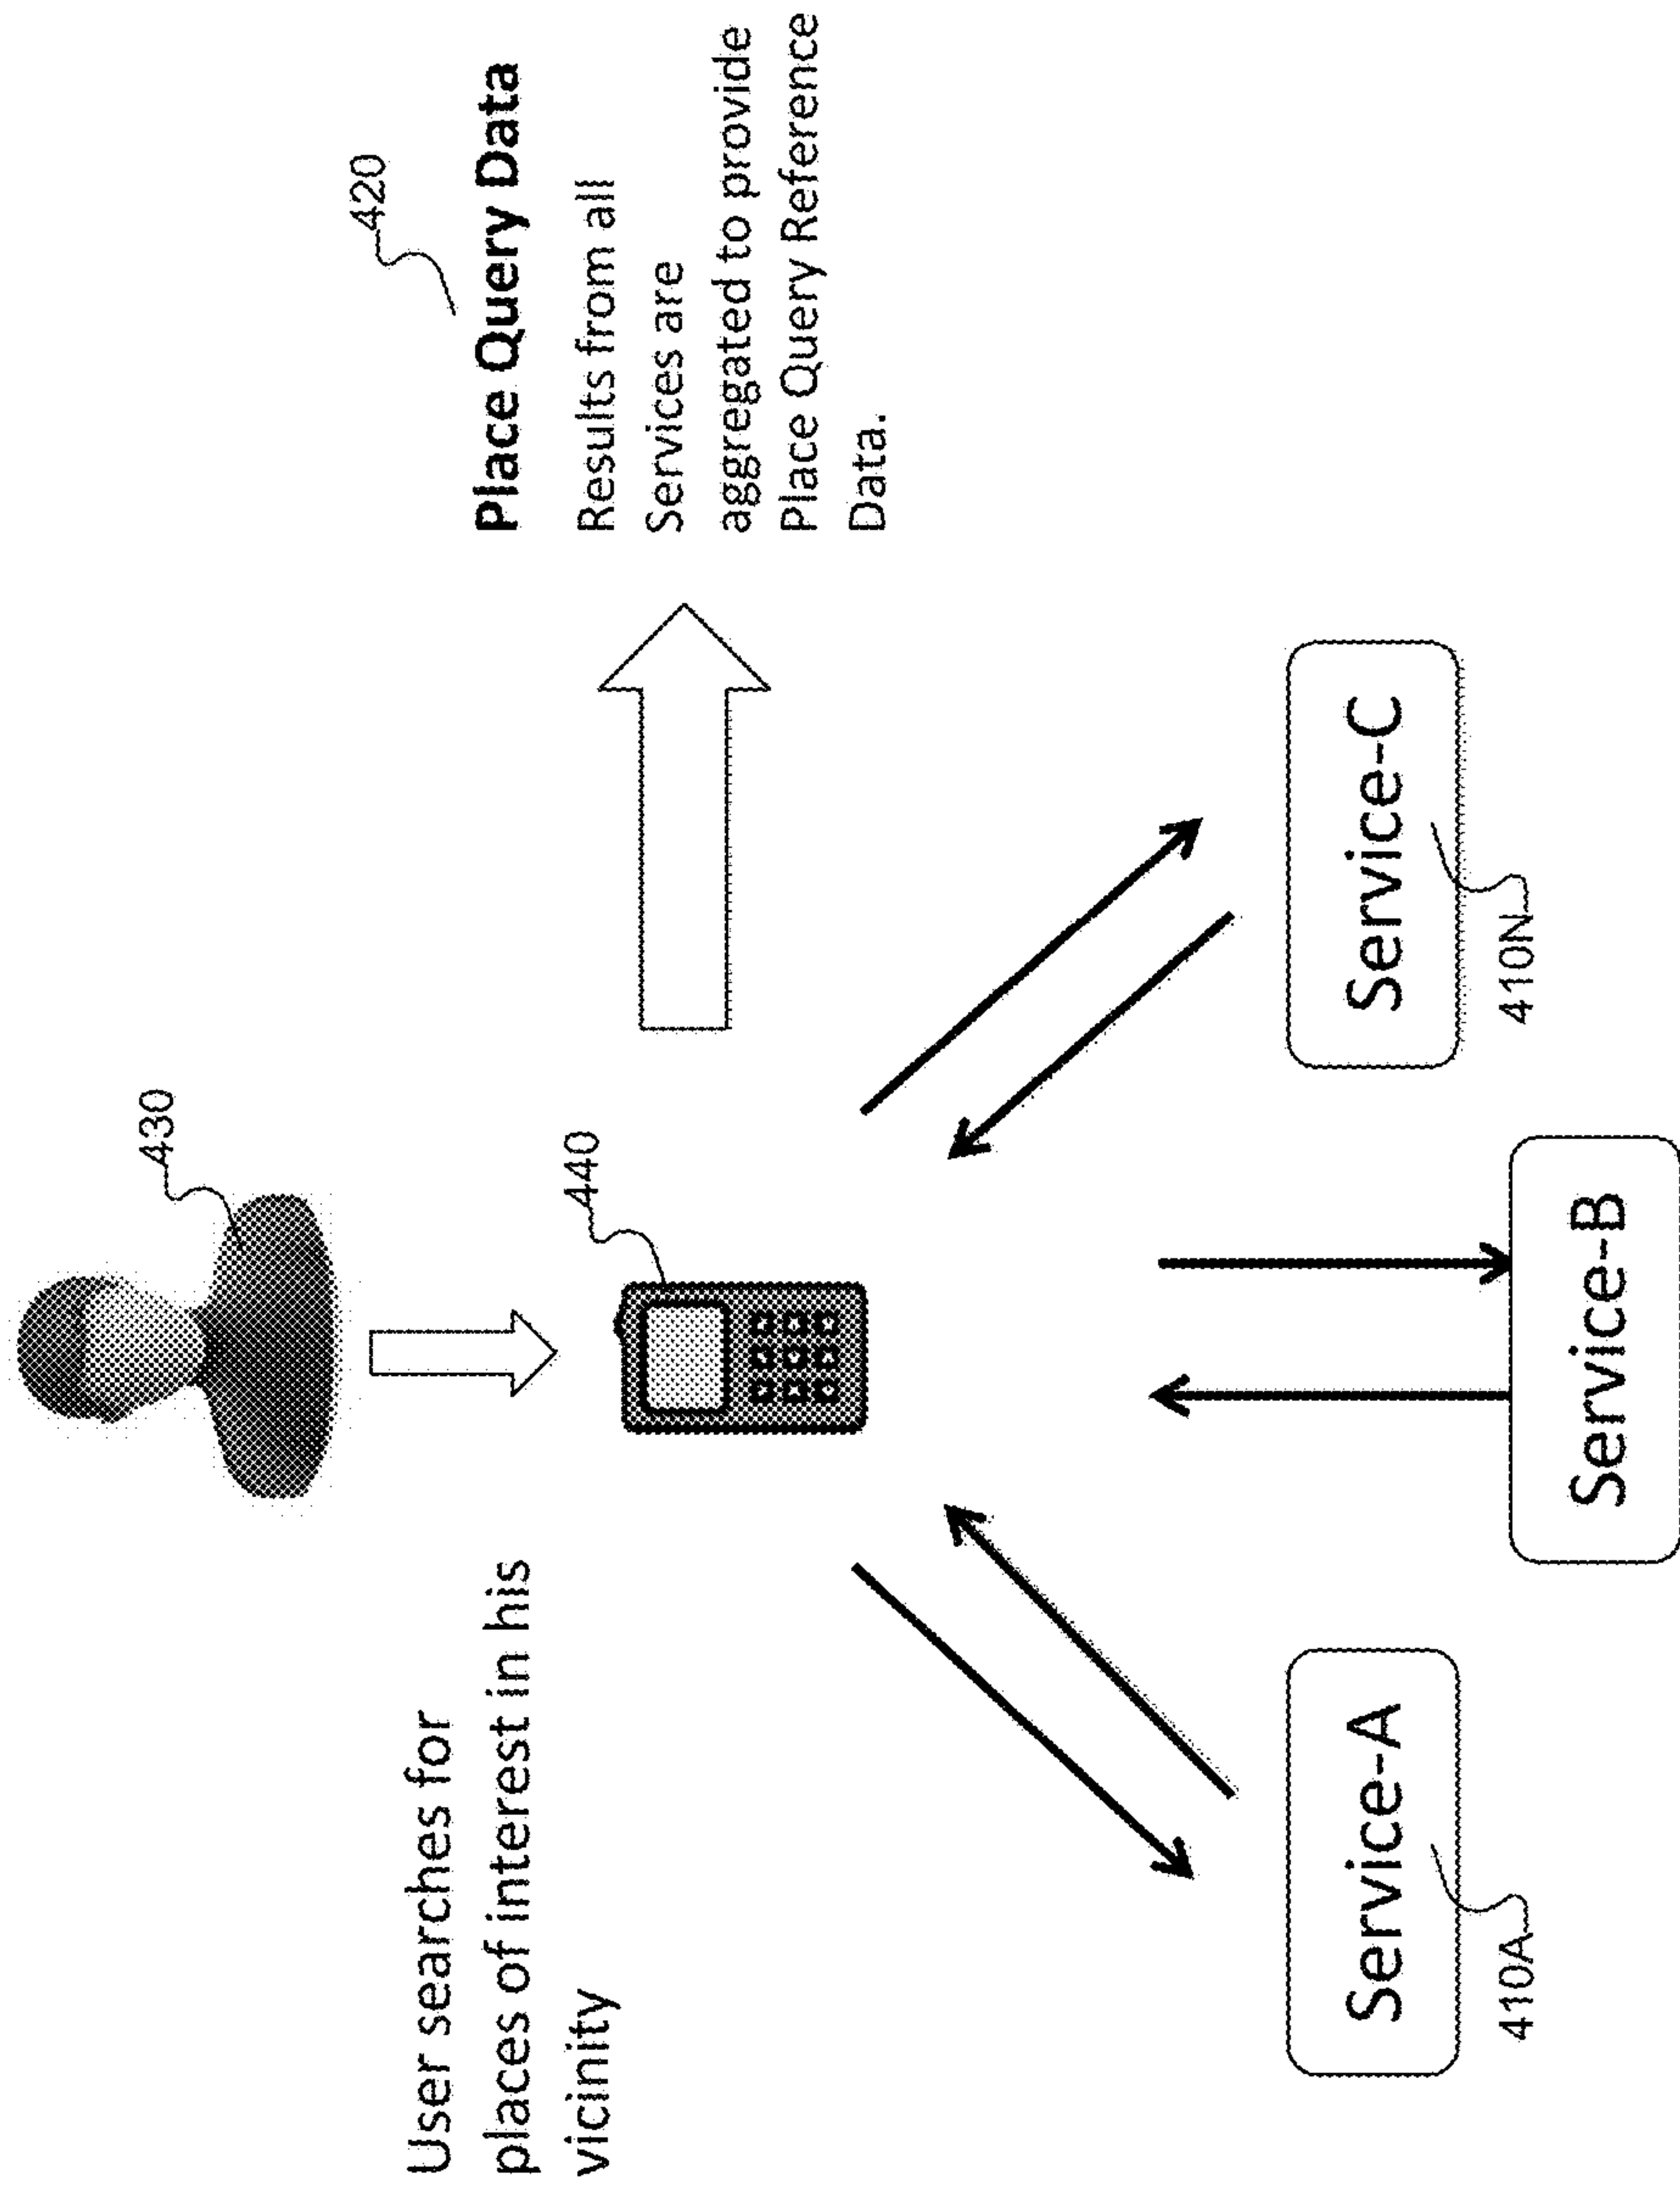 430
User searches for
places of interest in his
vicinity
440
420
Place Query Data
Results from all
Services are
aggregated to provide
Place Query Reference
Data.
Service-A
410A
Service-B
Service-C
410N